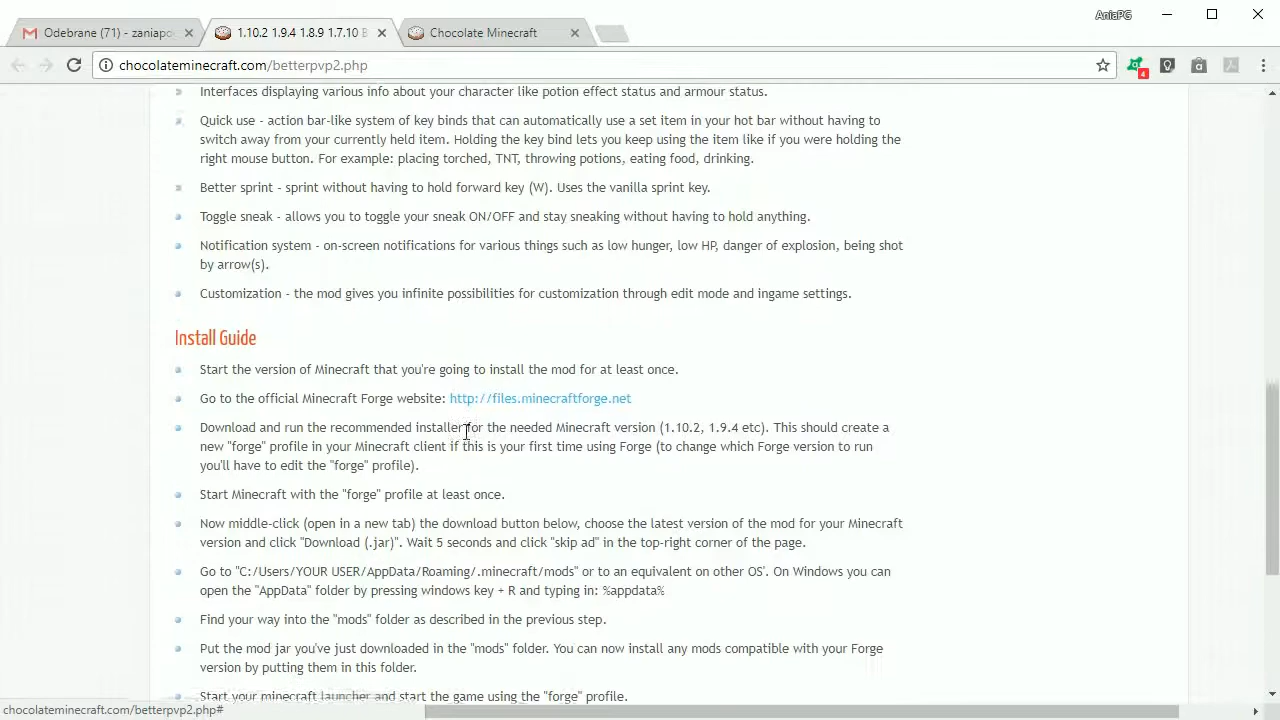 AniaPG
Odebrane (71) - zaniapo
1.10.2 1.9.4 1.8.9 1.7.10 B
Chocolate Minecraft
chocolateminecraft.com/betterpvp2.php
4
Interfaces displaying various info about your character like potion effect status and armour status.
Quick use - action bar-like system of key binds that can automatically use a set item in your hot bar without having to
switch away from your currently held item. Holding the key bind lets you keep using the item like if you were holding the
right mouse button. For example: placing torched, TNT, throwing potions, eating food, drinking.
Better sprint - sprint without having to hold forward key (W). Uses the vanilla sprint key.
Toggle sneak - allows you to toggle your sneak ON/OFF and stay sneaking without having to hold anything.
Notification system - on-screen notifications for various things such as low hunger, low HP, danger of explosion, being shot
by arrow(s).
Customization - the mod gives you infinite possibilities for customization through edit mode and ingame settings.
Install Guide
Start the version of Minecraft that you're going to install the mod for at least once.
Go to the official Minecraft Forge website: http://files.minecraftforge.net
Download and run the recommended installer for the needed Minecraft version (1.10.2, 1.9.4 etc). This should create a
new "forge" profile in your Minecraft client if this is your first time using Forge (to change which Forge version to run
you'll have to edit the "forge" profile).
Start Minecraft with the "forge" profile at least once.
Now middle-click (open in a new tab) the download button below, choose the latest version of the mod for your Minecraft
version and click "Download (.jar)". Wait 5 seconds and click "skip ad" in the top-right corner of the page.
Go to "C:/Users/YOUR USER/AppData/Roaming/.minecraft/mods" or to an equivalent on other OS'. On Windows you can
open the "AppData" folder by pressing windows key + R and typing in: %appdata%
Find your way into the "mods" folder as described in the previous step.
Put the mod jar you've just downloaded in the "mods" folder. You can now install any mods compatible with your Forge
version by putting them in this folder.
Start your minecraft launcher and start the game using the "forge" profile.
chocolateminecraft.com/betterpvp2.php#